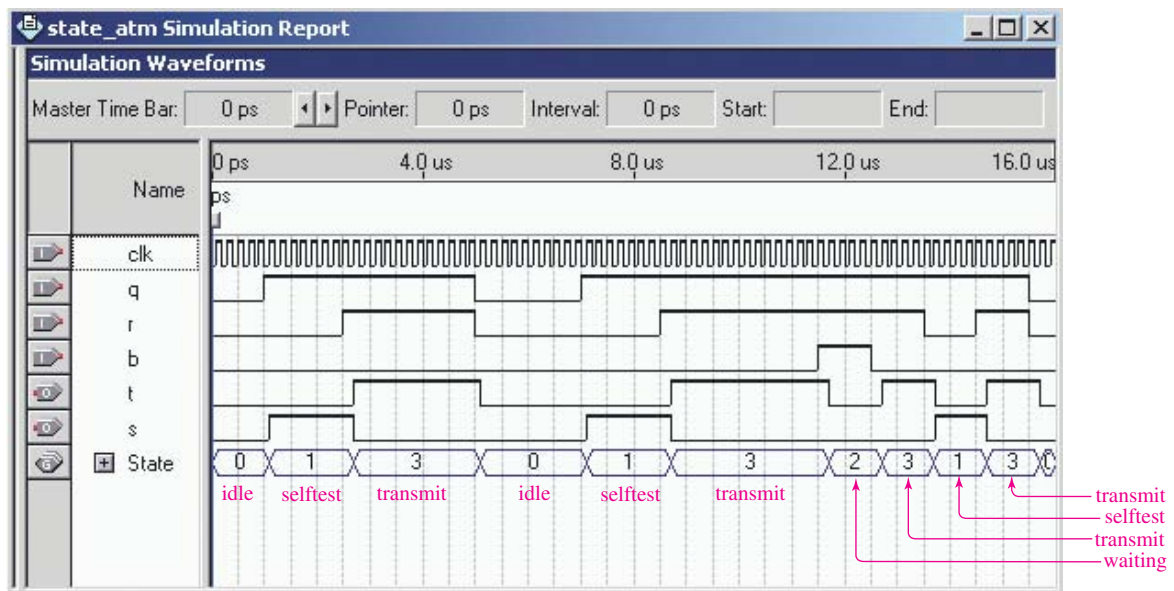 state_atm Simulation Report
Simulation Waveforms
Master Time Bar: 0 ps Pointer: 0 ps Interval: 0 ps Start: End:
Name
0 ps 4.0 us 8.0 us 12.0 us 16.0 us
ps
clk
q
r
b
t
s
State 0 1 3 0 1 3 2 3 1 3 0
idle selftest transmit idle selftest transmit
transmit
selftest
transmit
waiting